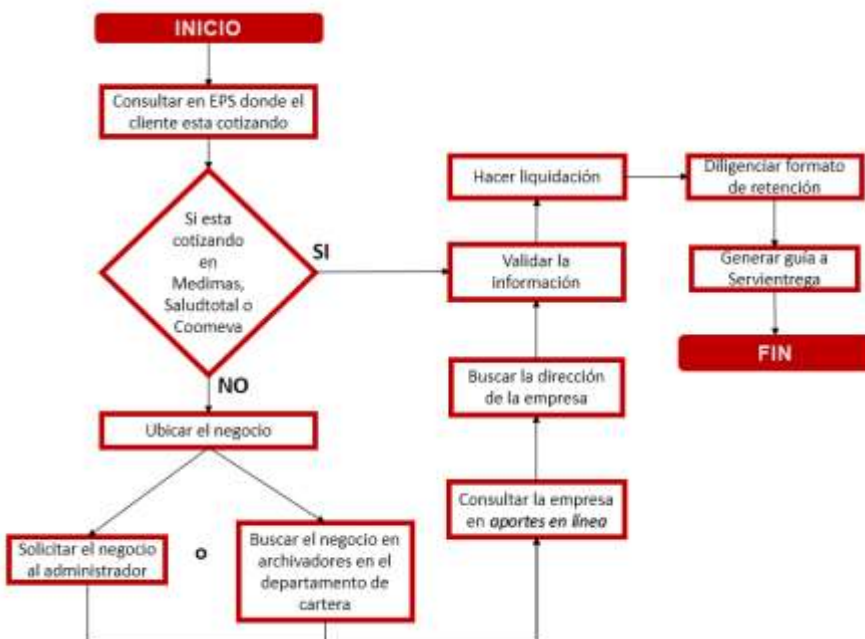 INICIO
Consultar en EPS donde el
cliente esta cotizando
Si esta
cotizando
en
Medimas,
Saludtotal o
Coomeva
SI
NO
Ubicar el negocio
Solicitar el negocio
al administrador
o
Buscar el negocio en
archivadores en el
departamento de
cartera
Consultar la empresa
en aportes en línea
Buscar la dirección
de la empresa
Validar la
información
Hacer liquidación
Diligenciar formato
de retención
Generar guía a
Servientrega
FIN